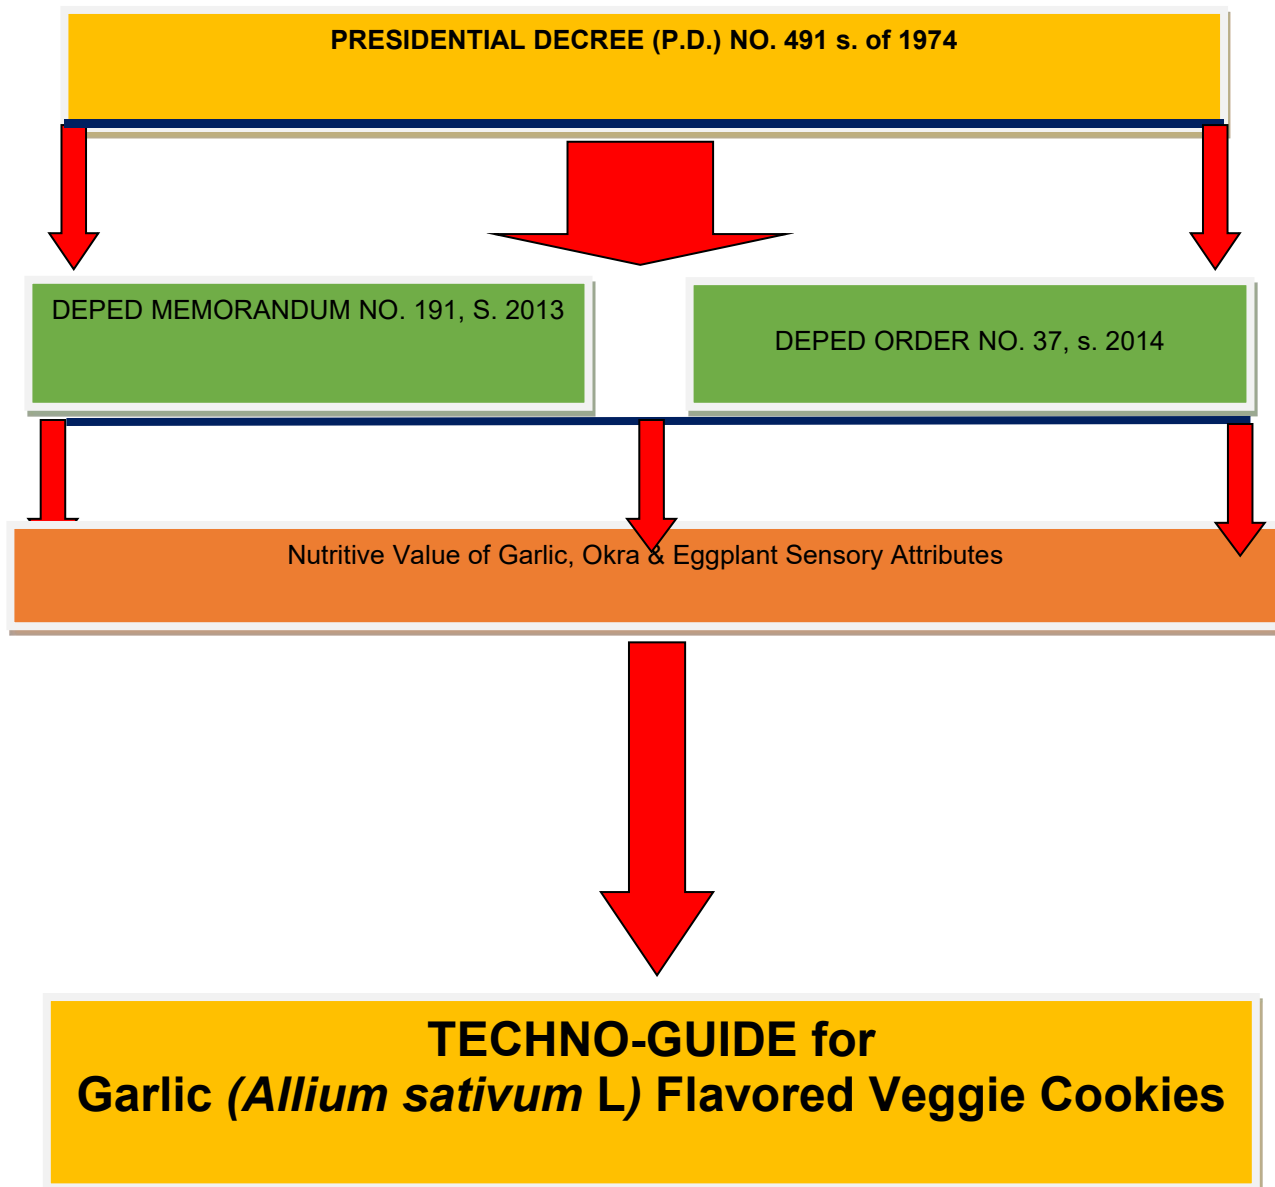 PRESIDENTIAL DECREE (P.D.) NO. 491 s. of 1974
DEPED MEMORANDUM NO. 191, S. 2013
DEPED ORDER NO. 37, s. 2014
Nutritive Value of Garlic, Okra & Eggplant Sensory Attributes
TECHNO-GUIDE for
Garlic (Allium sativum L) Flavored Veggie Cookies